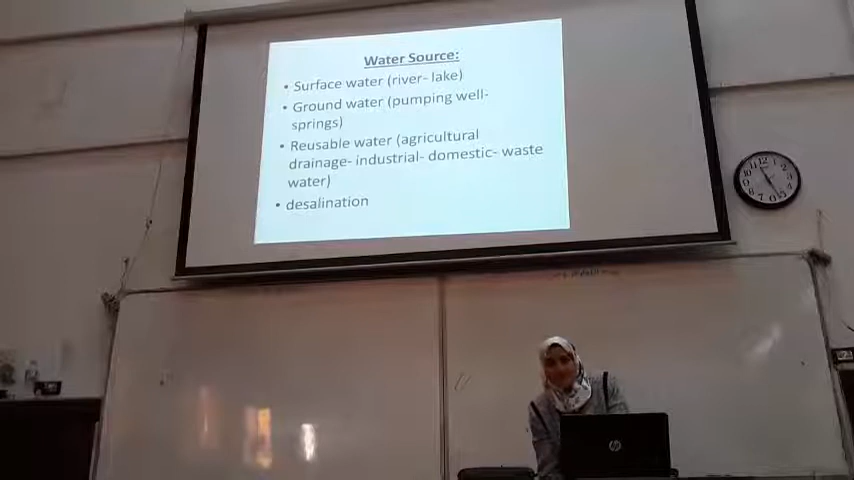 Water Source:
• Surface water (river- lake)
• Ground water (pumping well-
springs)
• Reusable water (agricultural
drainage- industrial- domestic- waste
water)
• desalination
hp